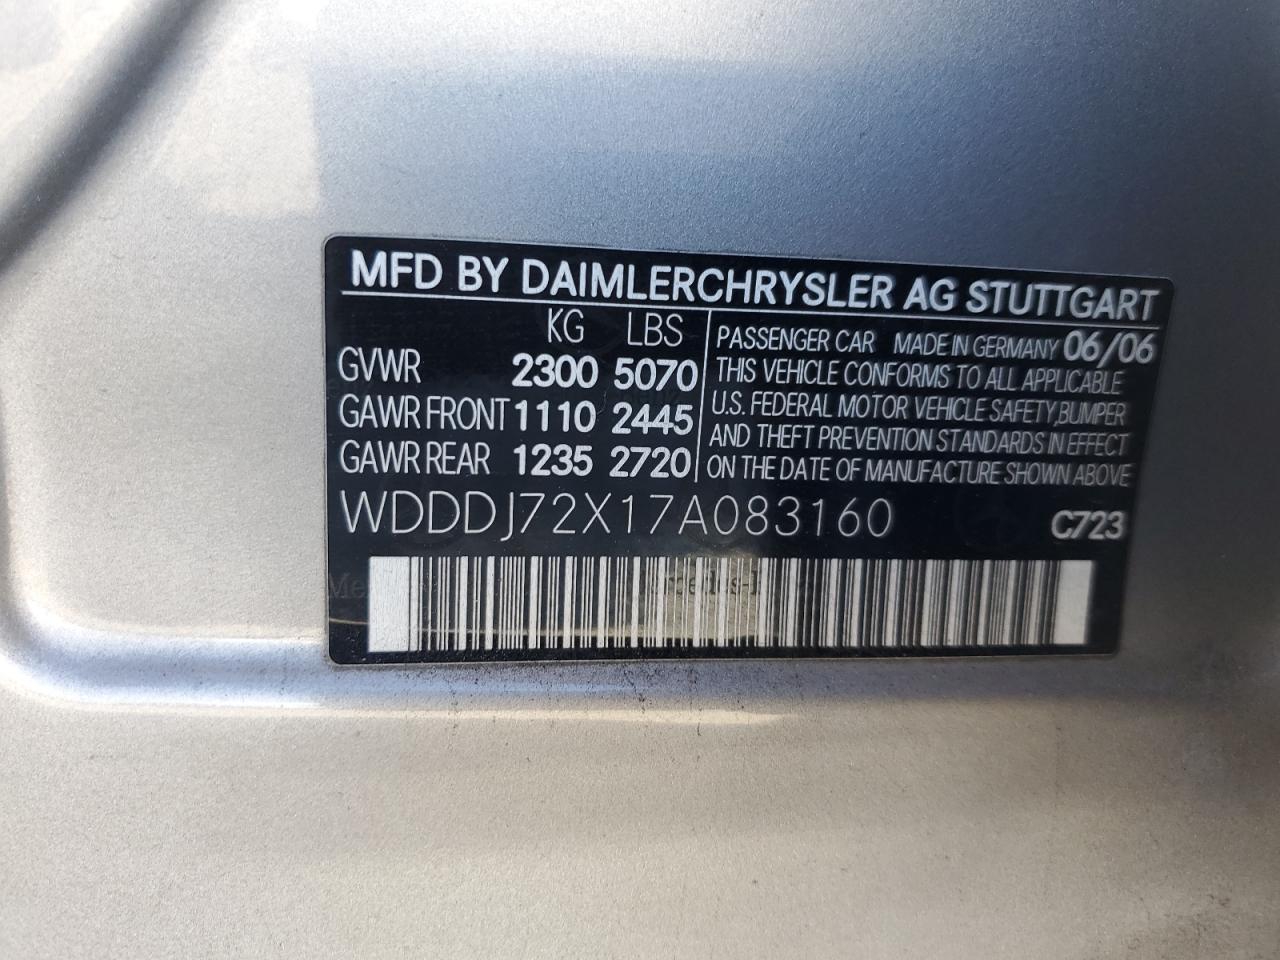 MFD BY DAIMLERCHRYSLER AG STUTTGART
KG LBS
GVWR 2300 5070
GAWR FRONT 1110 2445
GAWR REAR 1235 2720
PASSENGER CAR MADE IN GERMANY 06/06
THIS VEHICLE CONFORMS TO ALL APPLICABLE
U.S. FEDERAL MOTOR VEHICLE SAFETY,BUMPER
AND THEFT PREVENTION STANDARDS IN EFFECT
ON THE DATE OF MANUFACTURE SHOWN ABOVE
WDDDJ72X17A083160 C723